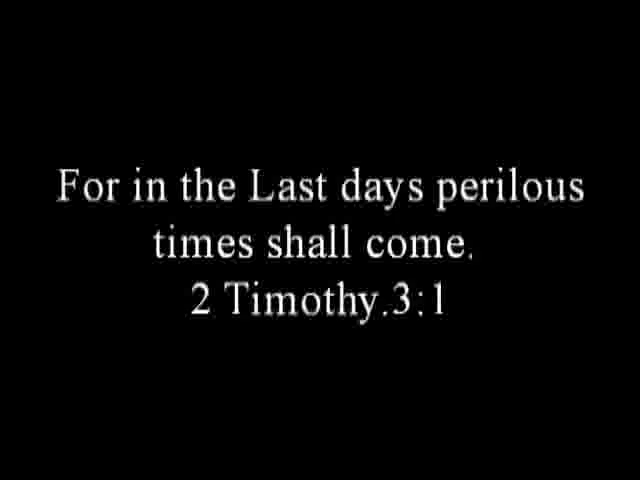 For in the Last days perilous
times shall come.
2 Timothy.3:1